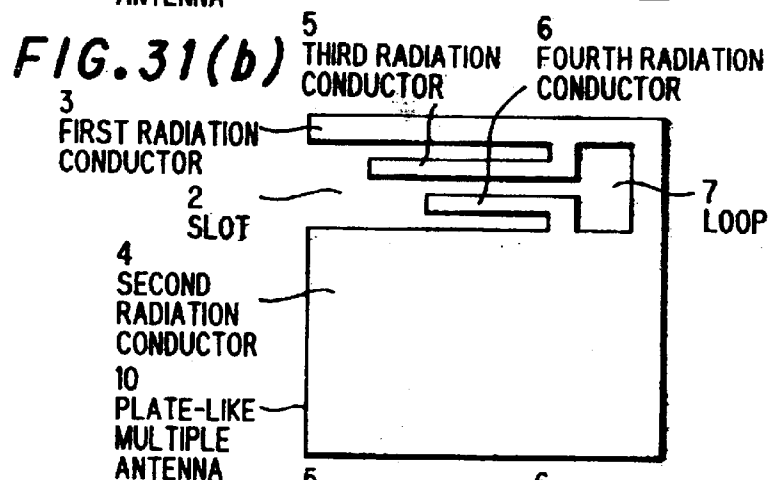 ANTENNA
FIG.31(b)
5
THIRD RADIATION
CONDUCTOR
6
FOURTH RADIATION
CONDUCTOR
3
FIRST RADIATION
CONDUCTOR
2
SLOT
7
LOOP
4
SECOND
RADIATION
CONDUCTOR
10
PLATE-LIKE
MULTIPLE
ANTENNA
5
6